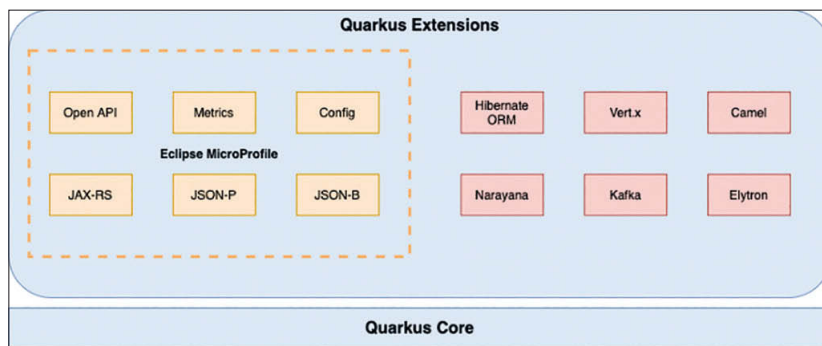 Quarkus Extensions
Open API
Metrics
Config
Hibernate
ORM
Vert.x
Camel
Eclipse MicroProfile
JAX-RS
JSON-P
JSON-B
Narayana
Kafka
Elytron
Quarkus Core